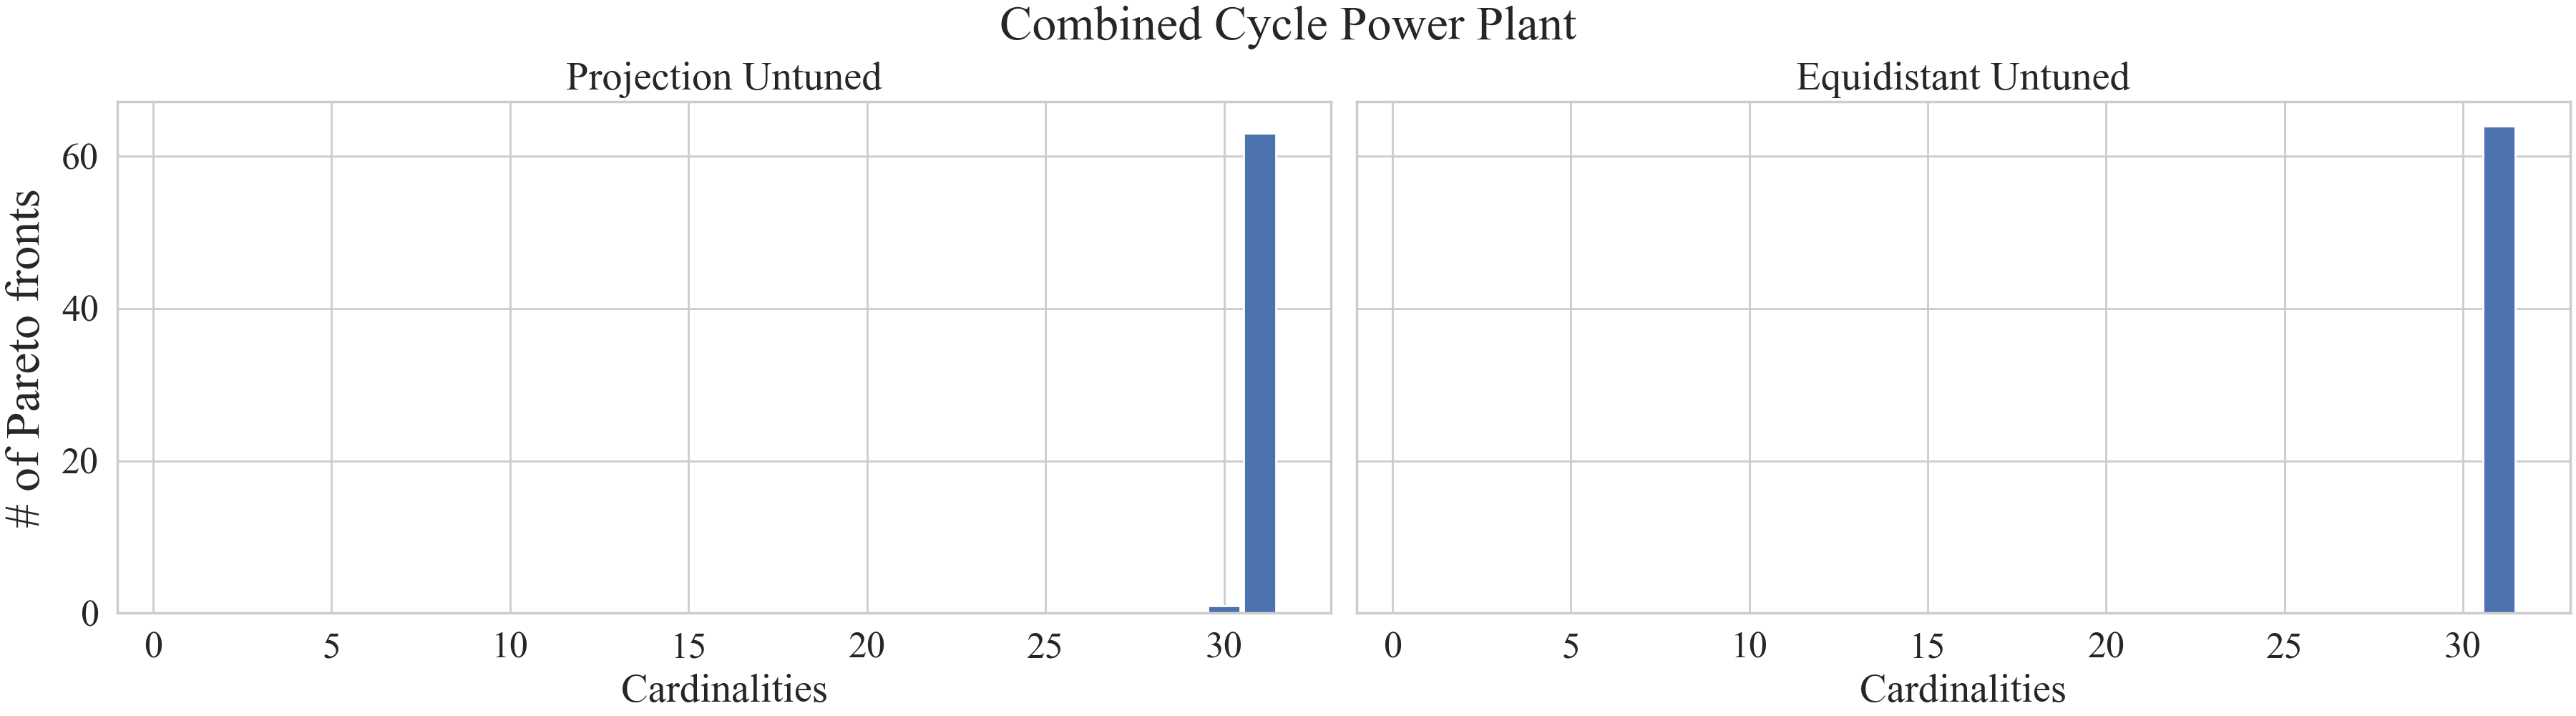 Combined Cycle Power Plant
Projection Untuned
Equidistant Untuned
# of Pareto fronts
60
40
20
0
0 5 10 15 20 25 30
0 5 10 15 20 25 30
Cardinalities
Cardinalities